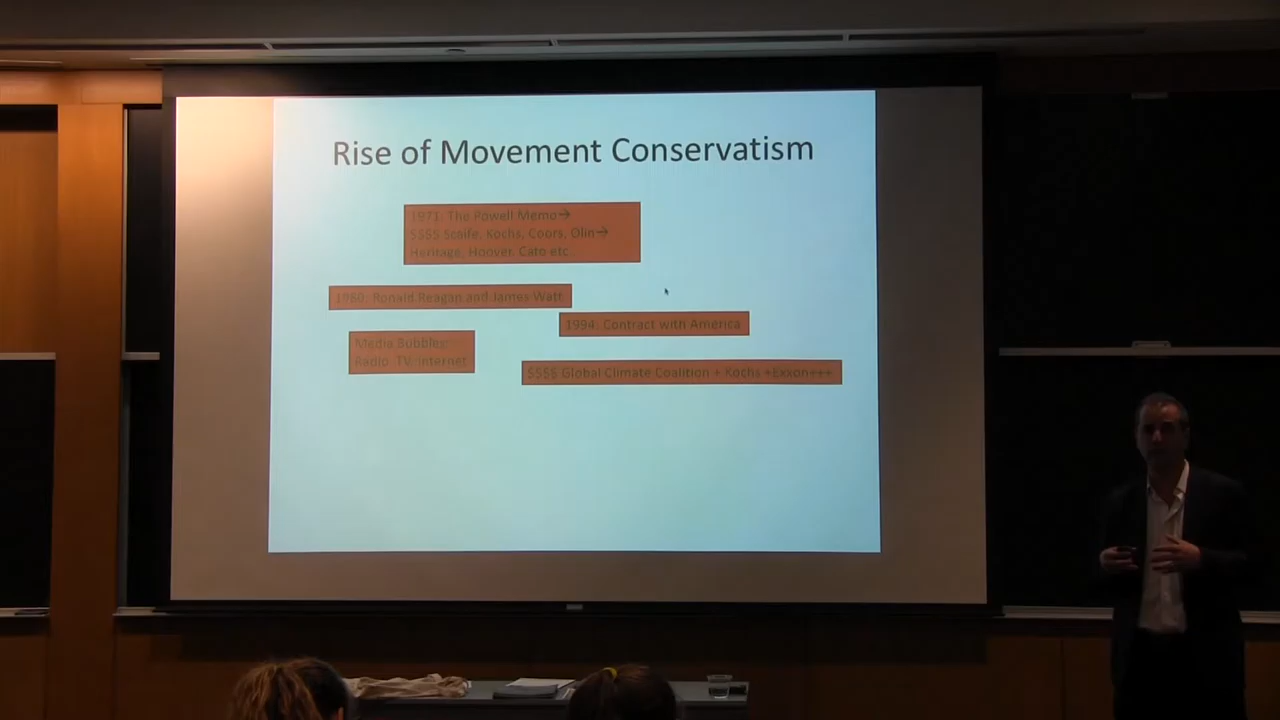 Rise of Movement Conservatism
1971: The Powell Memo→
$$$$ Scaife, Kochs, Coors, Olin→
Heritage, Hoover, Cato etc.
1980: Ronald Reagan and James Watt
1994: Contract with America
Media Bubbles:
Radio, TV, Internet
$$$$ Global Climate Coalition + Kochs +Exxon+++